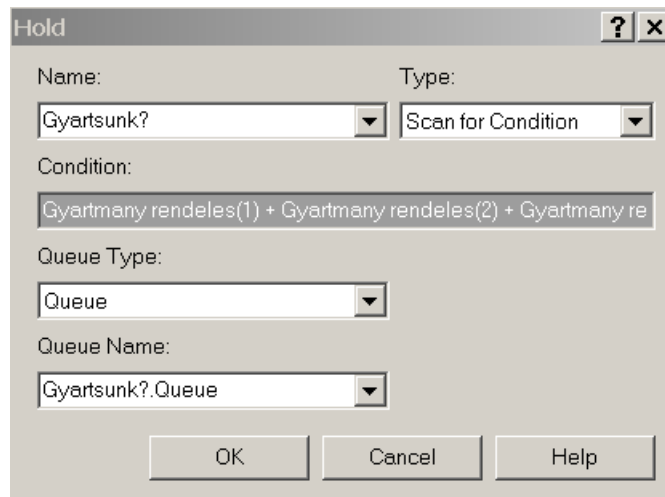 Hold
Name: Type:
Gyartsunk? Scan for Condition
Condition:
Gyartmany rendeles(1) + Gyartmany rendeles(2) + Gyartmany re
Queue Type:
Queue
Queue Name:
Gyartsunk?.Queue
OK Cancel Help